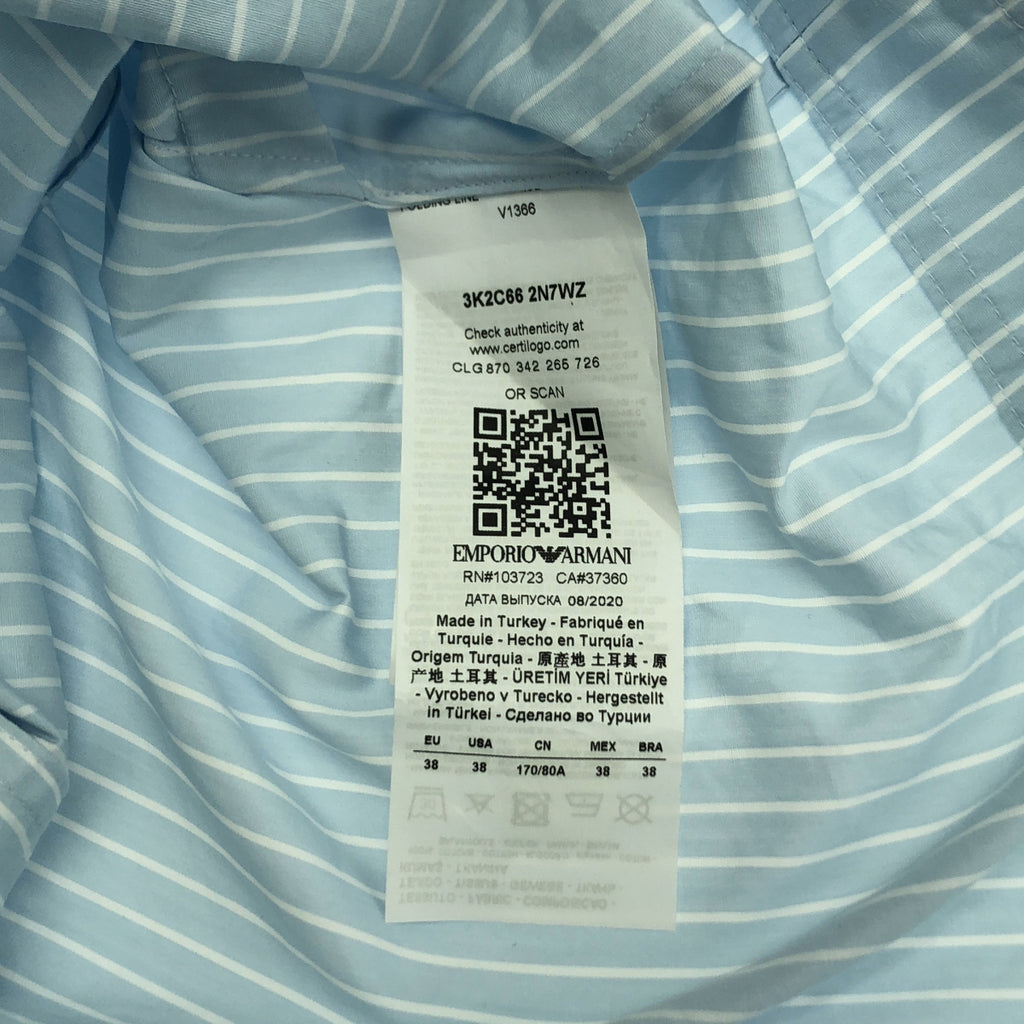 FOLDING LINE
V1366
3K2C66 2N7WZ
Check authenticity at
www.certilogo.com
CLG 870 342 265 726
OR SCAN
EMPORIO ARMANI
RN#103723 CA#37360
ДАТА ВЫПУСКА 08/2020
Made in Turkey - Fabriqué en
Turquie - Hecho en Turquía -
Origem Turquia - 原產地 土耳其 - 原
产地 土耳其 - ÜRETİM YERİ Türkiye
- Vyrobeno v Turecko - Hergestellt
in Türkei - Сделано во Турции
EU USA CN MEX BRA
38 38 170/80A 38 38